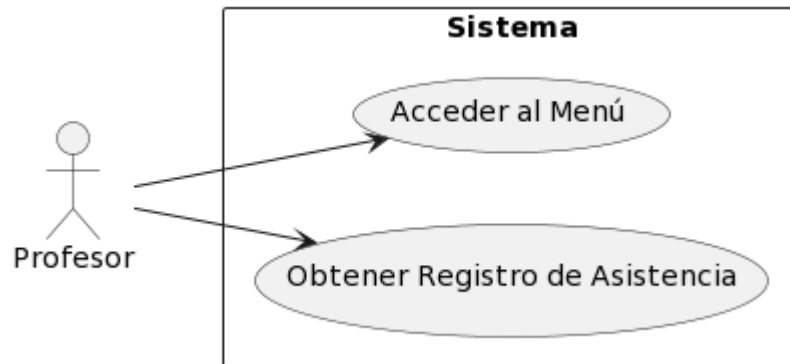 Sistema
Acceder al Menú
Profesor
Obtener Registro de Asistencia